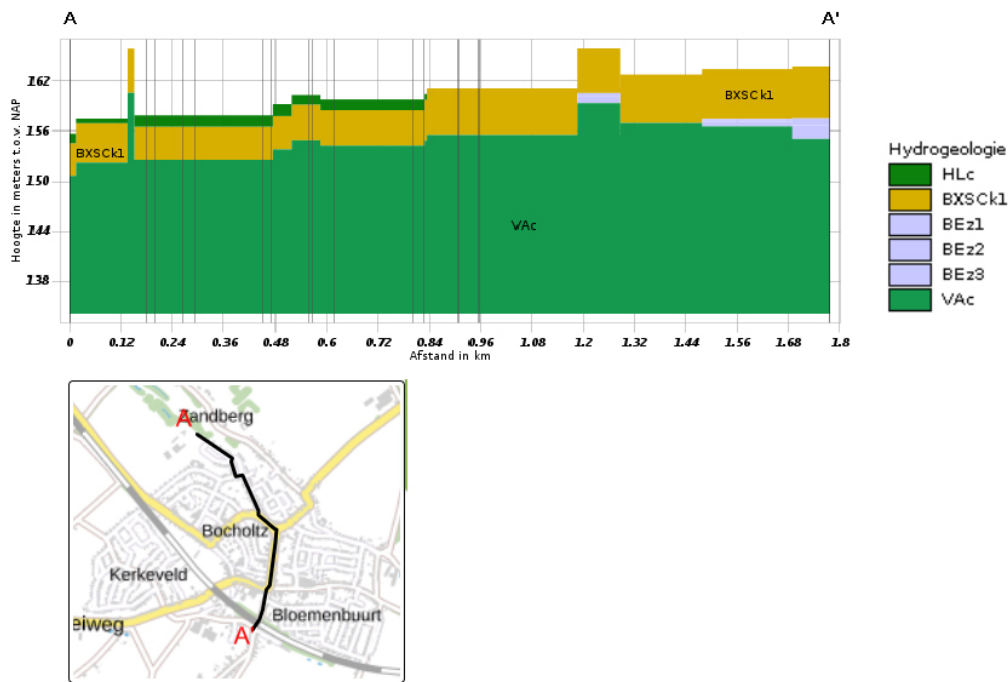 A A'
162
156
150
144
138
Hoogte in meters t.o.v. NAP
BXSCk1
VAc
BXSCk1
0 0.12 0.24 0.36 0.48 0.6 0.72 0.84 0.96 1.08 1.2 1.32 1.44 1.56 1.68 1.8
Afstand in km
Hydrogeologie
HLc
BXSCk1
BEz1
BEz2
BEz3
VAc
A
Zandberg
Bocholtz
Kerkeveld
Bloemenbuurt
eiweg
A'